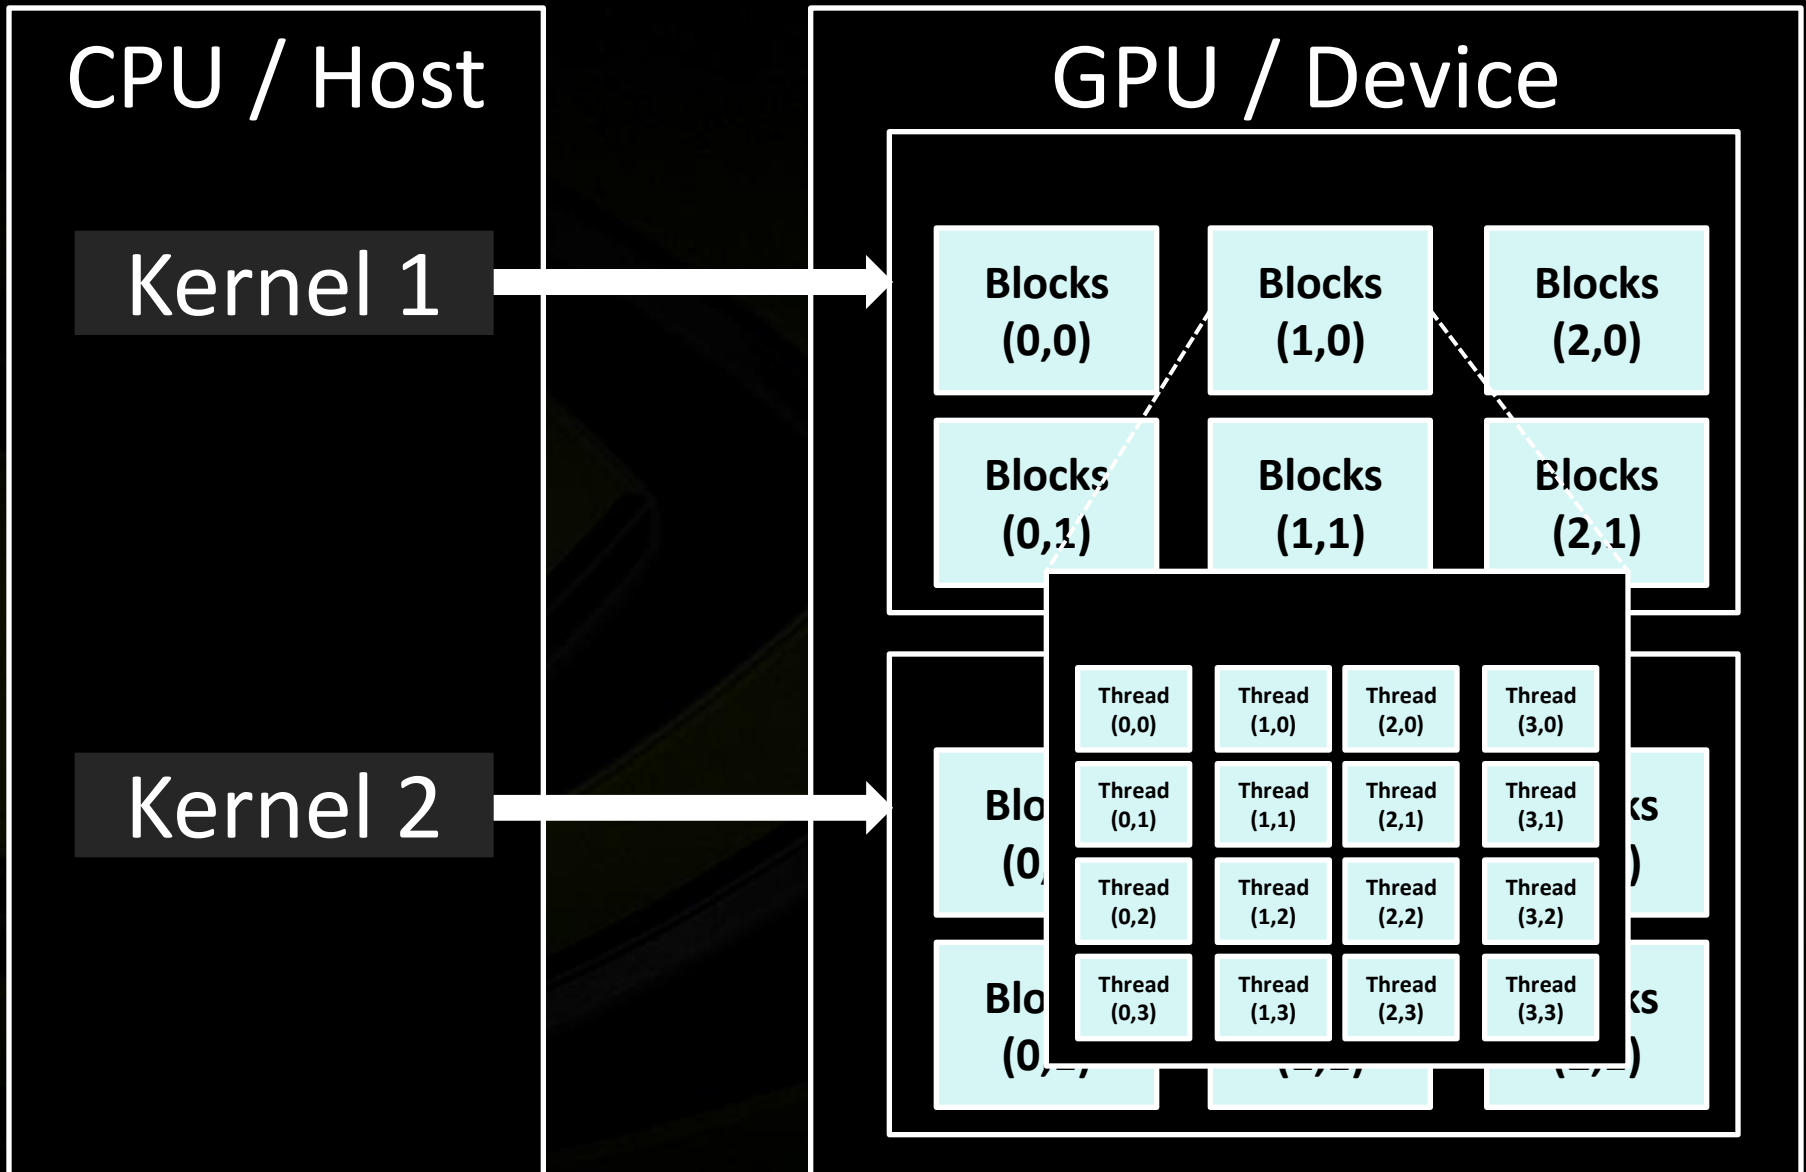 CPU / Host
GPU / Device
Kernel 1
Blocks
(0,0)
Blocks
(1,0)
Blocks
(2,0)
Blocks
(0,1)
Blocks
(1,1)
Blocks
(2,1)
Kernel 2
Thread
(0,0)
Thread
(1,0)
Thread
(2,0)
Thread
(3,0)
Thread
(0,1)
Thread
(1,1)
Thread
(2,1)
Thread
(3,1)
Thread
(0,2)
Thread
(1,2)
Thread
(2,2)
Thread
(3,2)
Thread
(0,3)
Thread
(1,3)
Thread
(2,3)
Thread
(3,3)